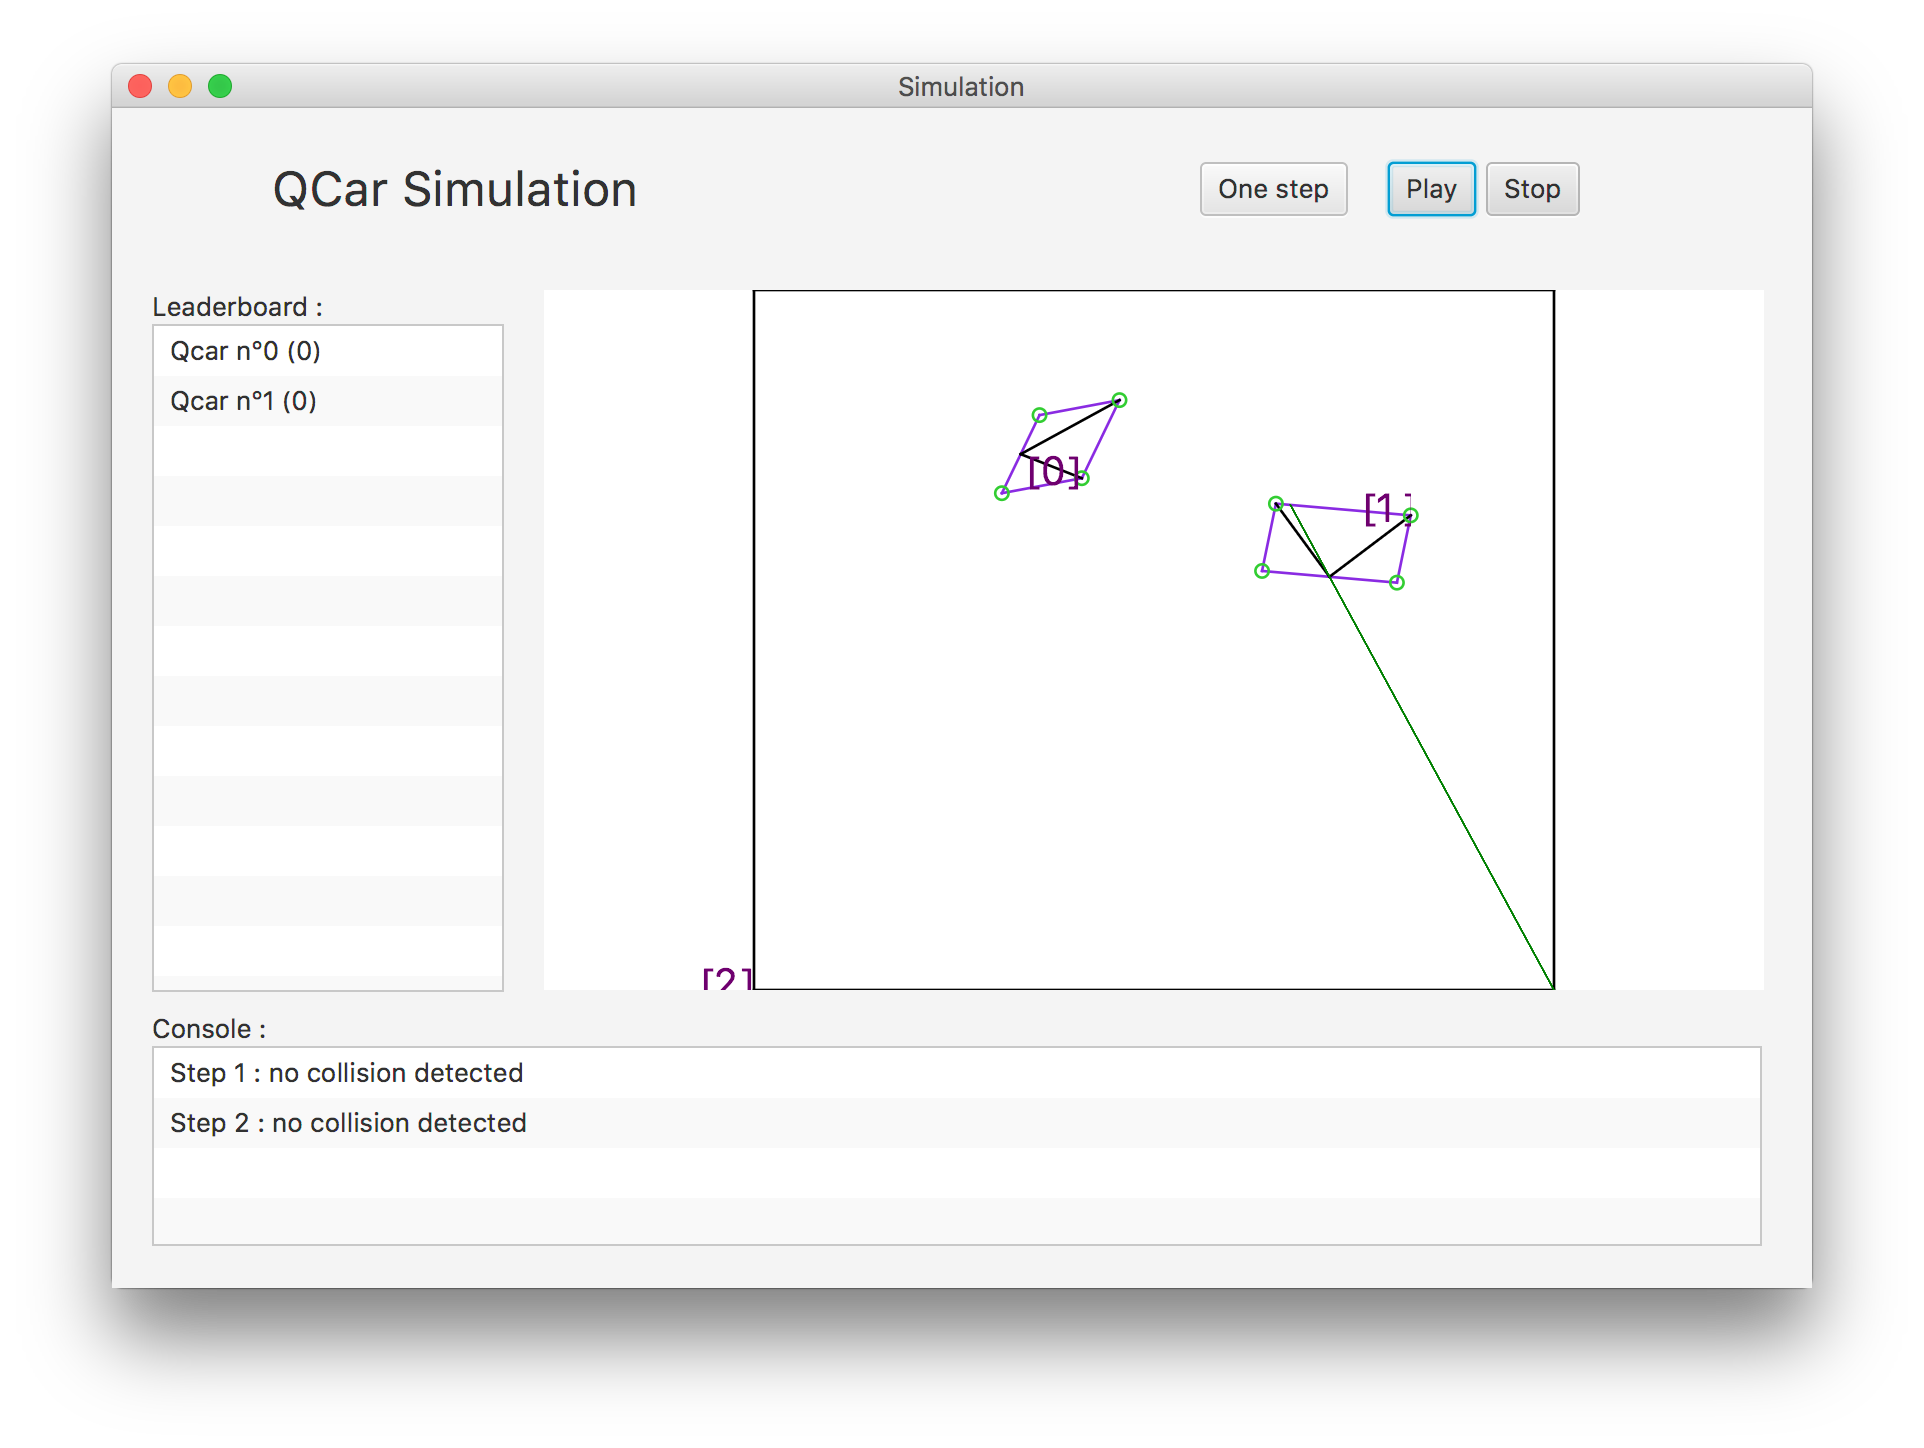 Simulation
QCar Simulation
One step
Play
Stop
Leaderboard :
Qcar n°0 (0)
Qcar n°1 (0)
[0]
[1]
[2]
Console :
Step 1 : no collision detected
Step 2 : no collision detected